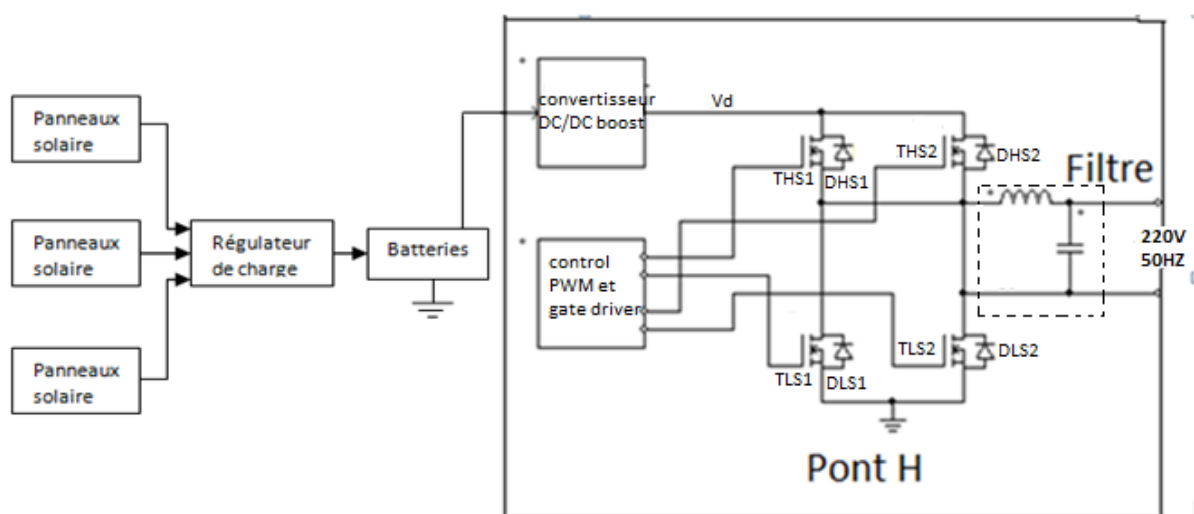 Panneaux
solaire
Panneaux
solaire
Panneaux
solaire
Régulateur
de charge
Batteries
convertisseur
DC/DC boost
Vd
control
PWM et
gate driver
THS1
DHS1
THS2
DHS2
TLS1
DLS1
TLS2
DLS2
Filtre
220V
50HZ
Pont H